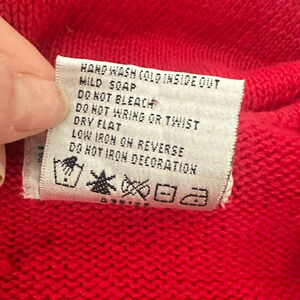 HAND WASH COLD INSIDE OUT
MILD SOAP
DO NOT BLEACH
DO NOT WRING OR TWIST
DRY FLAT
LOW IRON ON REVERSE
DO NOT IRON DECORATION